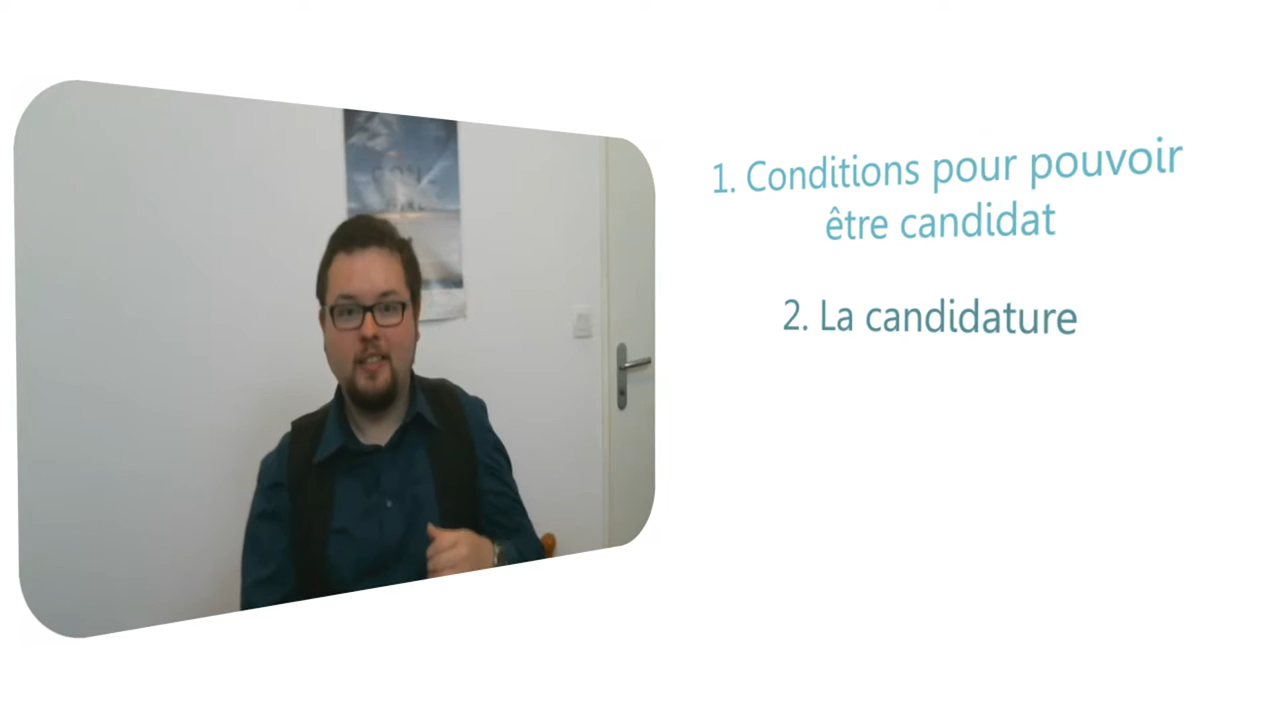 1. Conditions pour pouvoir
être candidat
2. La candidature